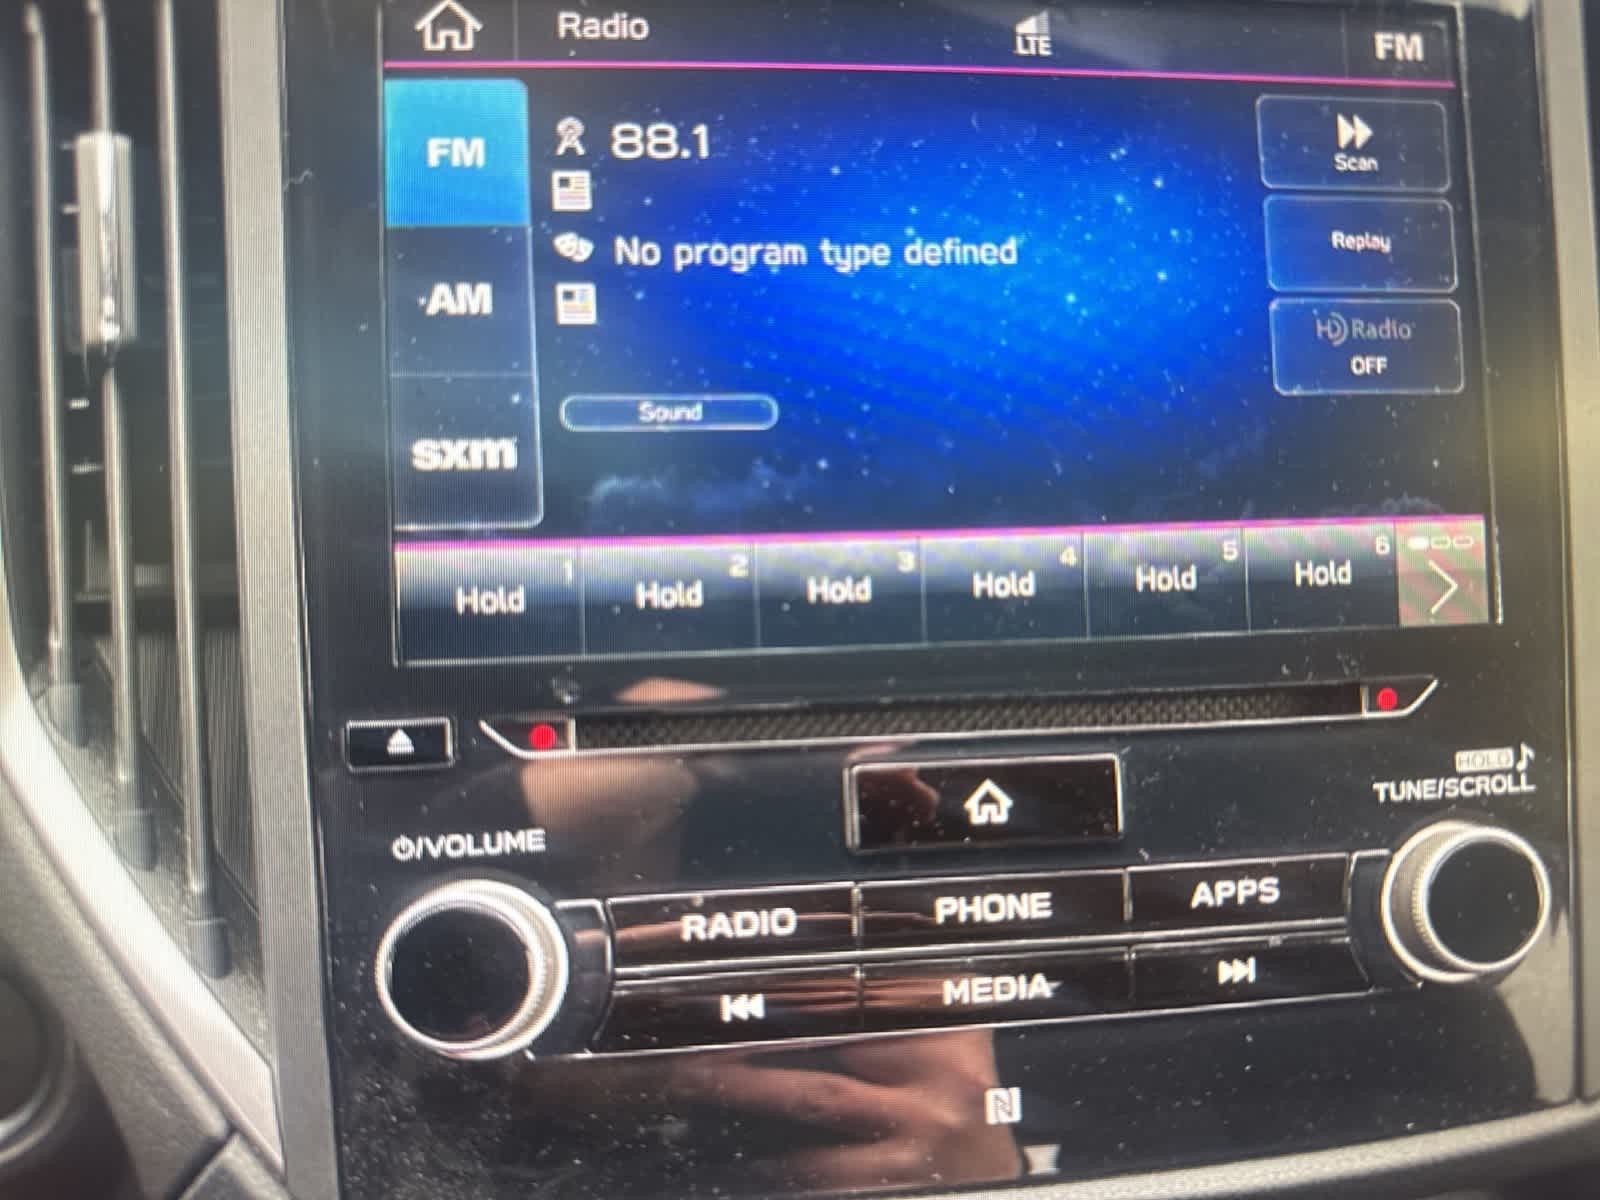 Radio
LTE
FM
FM
88.1
Scan
No program type defined
Replay
AM
HD Radio
OFF
Sound
sxm
1 2 3 4 5 6
Hold Hold Hold Hold Hold Hold
HOLD
TUNE/SCROLL
/VOLUME
RADIO PHONE APPS
MEDIA
N